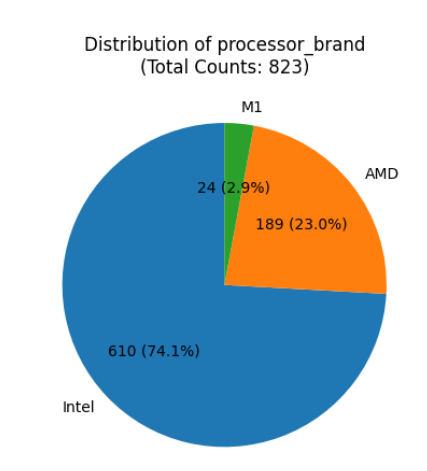 Distribution of processor_brand
(Total Counts: 823)
M1
AMD
24 (2.9%)
189 (23.0%)
610 (74.1%)
Intel